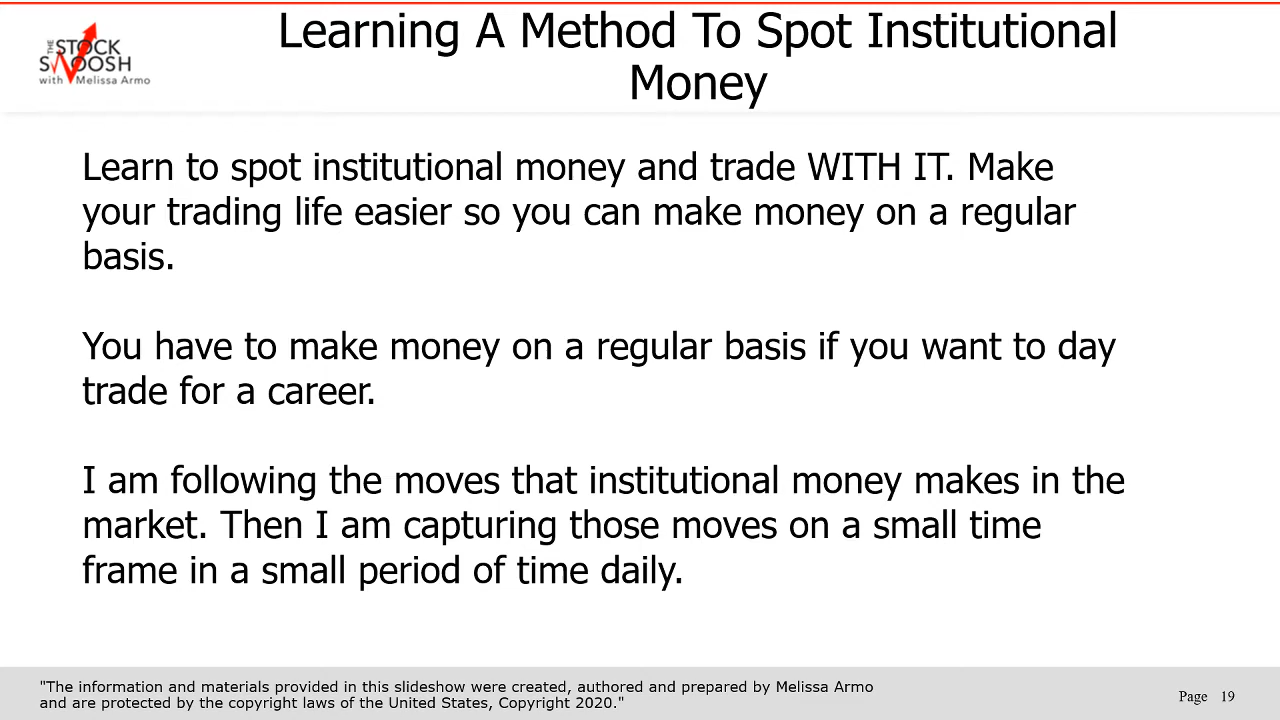 Learning A Method To Spot Institutional
Money
THE
STOCK
SWOOSH
with Melissa Armo
Learn to spot institutional money and trade WITH IT. Make
your trading life easier so you can make money on a regular
basis.
You have to make money on a regular basis if you want to day
trade for a career.
I am following the moves that institutional money makes in the
market. Then I am capturing those moves on a small time
frame in a small period of time daily.
"The information and materials provided in this slideshow were created, authored and prepared by Melissa Armo
and are protected by the copyright laws of the United States, Copyright 2020."
Page 19